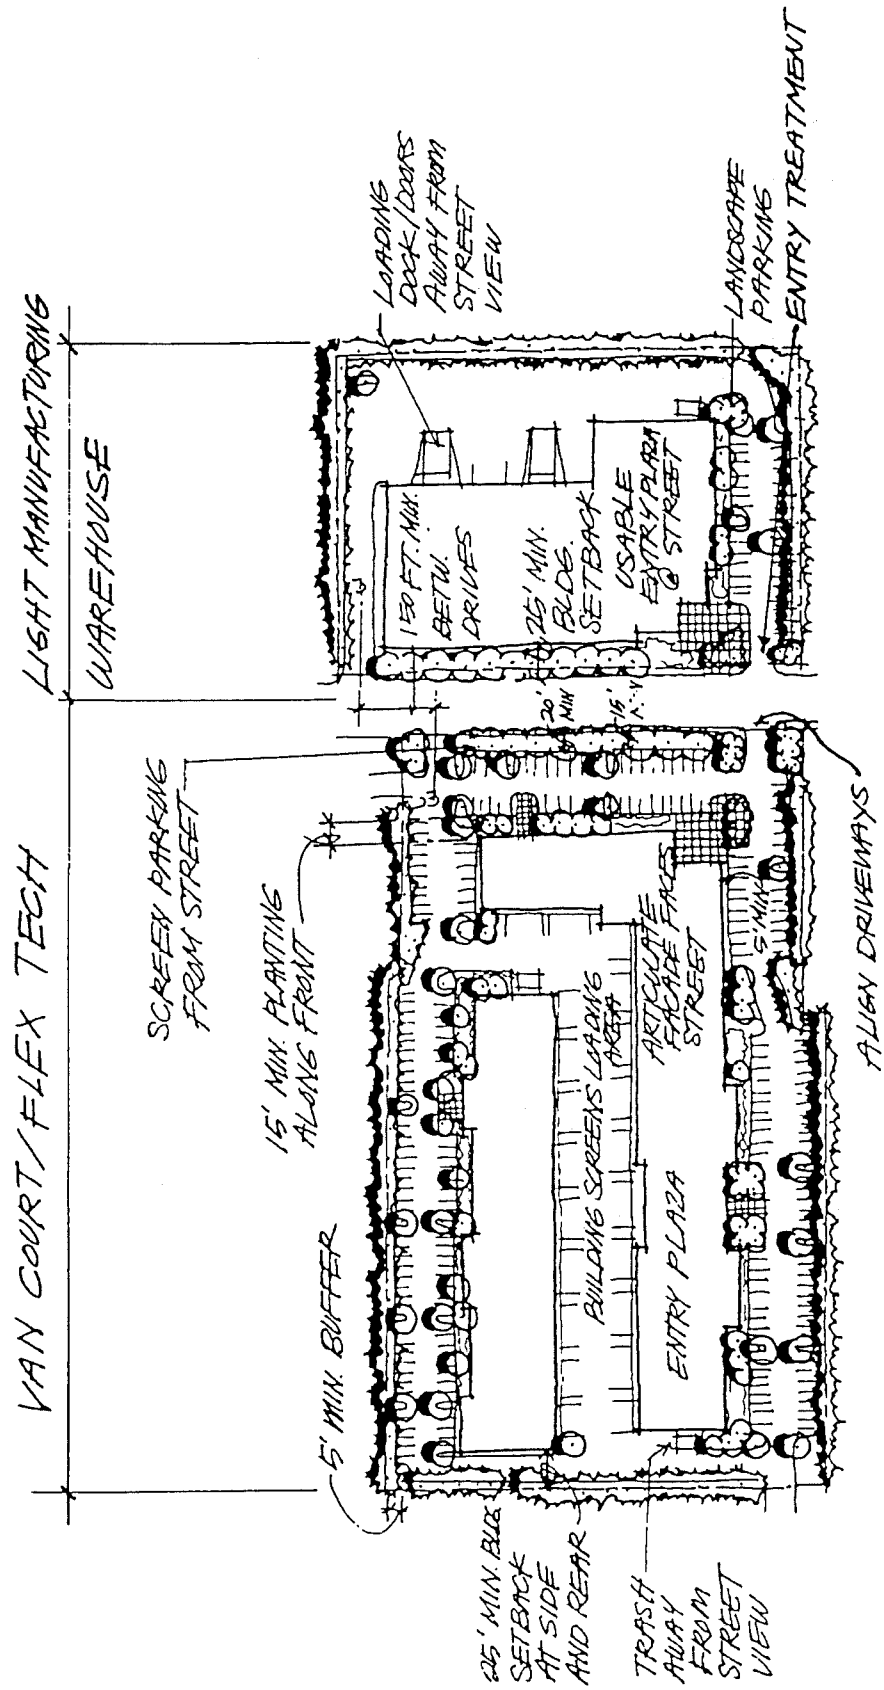 VAN COURT/FLEX TECH
LIGHT MANUFACTURING
WAREHOUSE
SCREEN PARKING
FROM STREET
15' MIN. PLANTING
ALONG FRONT
5' MIN. BUFFER
LOADING
DOCK/DOORS
AWAY FROM
STREET
VIEW
150 FT. MIN.
BETW.
DRIVES
25' MIN.
BLDG.
SETBACK
USABLE
ENTRY PLAZA
@ STREET
20'
MIN
15'
LANDSCAPE
PARKING
ENTRY TREATMENT
BUILDING SCREENS LOADING
AREA
ARTICULATE
FACADE FACES
STREET
5' MIN
ENTRY PLAZA
25' MIN. BLDG
SETBACK
AT SIDE
AND REAR
TRASH
AWAY
FROM
STREET
VIEW
ALIGN DRIVEWAYS